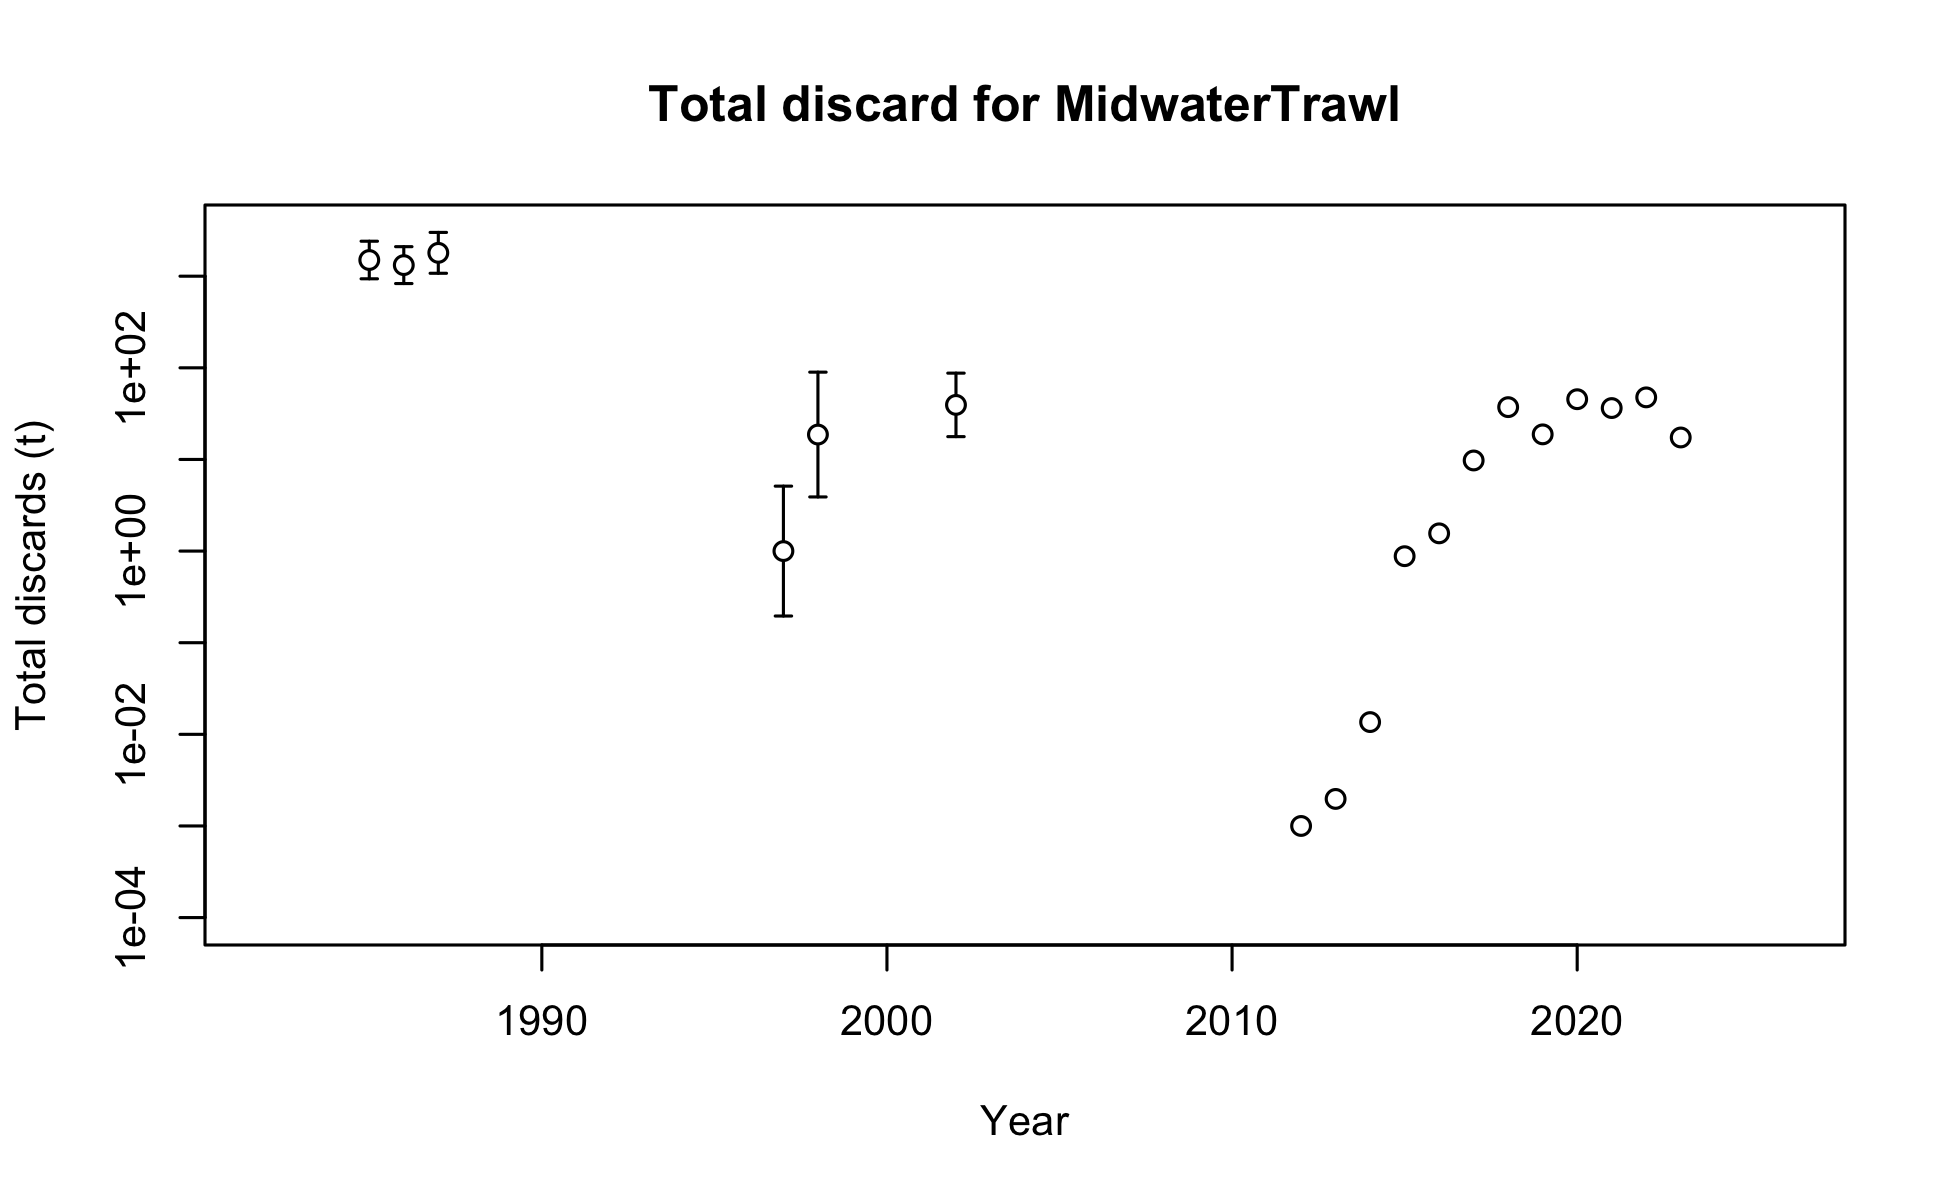 Total discard for MidwaterTrawl
Total discards (t)
1e+02
1e+00
1e-02
1e-04
1990
2000
2010
2020
Year